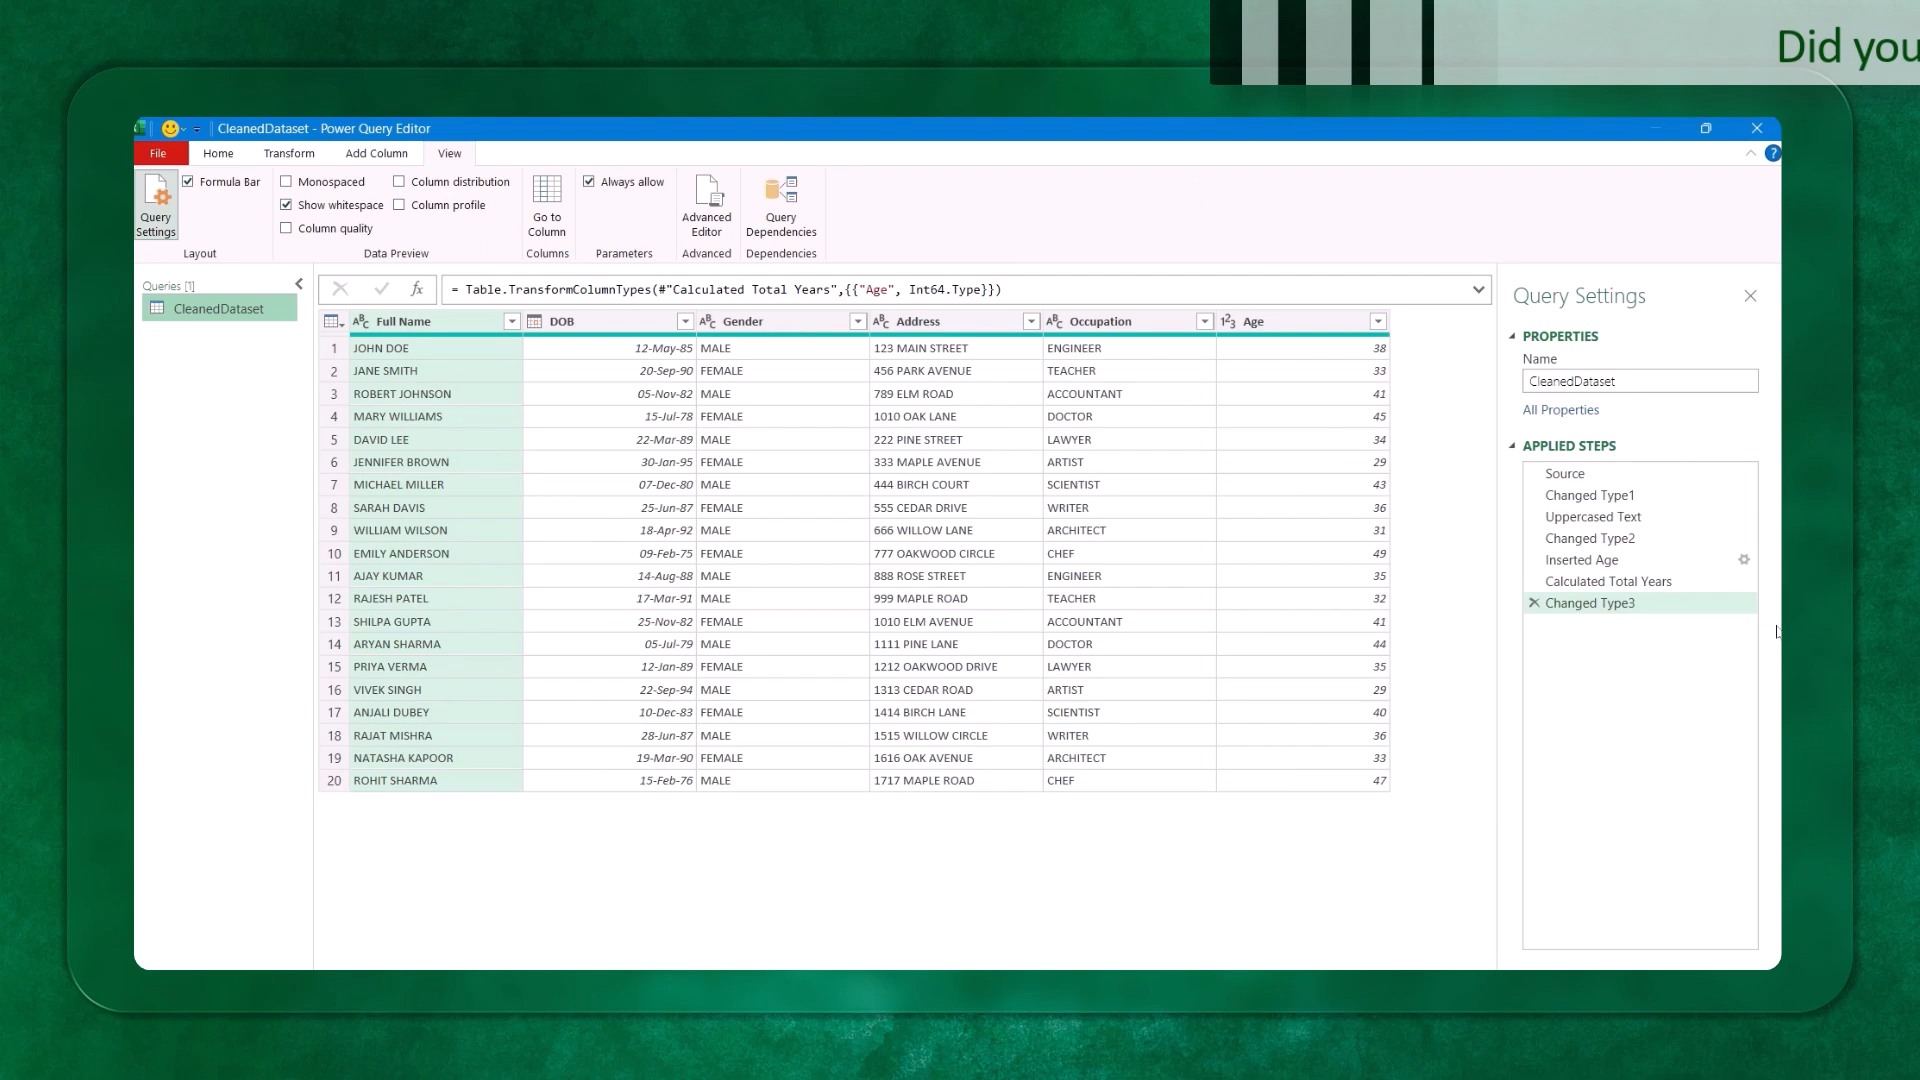 Did you
CleanedDataset - Power Query Editor
File Home Transform Add Column View
?
Query Settings
Formula Bar
Layout
Monospaced
Show whitespace
Column quality
Column distribution
Column profile
Data Preview
Go to Column
Columns
Always allow
Parameters
Advanced Editor
Advanced
Query Dependencies
Dependencies
Queries [1]
CleanedDataset
fx = Table.TransformColumnTypes(#"Calculated Total Years",{{"Age", Int64.Type}})
ABC Full Name DOB ABC Gender ABC Address ABC Occupation 123 Age
1 JOHN DOE 12-May-85 MALE 123 MAIN STREET ENGINEER 38
2 JANE SMITH 20-Sep-90 FEMALE 456 PARK AVENUE TEACHER 33
3 ROBERT JOHNSON 05-Nov-82 MALE 789 ELM ROAD ACCOUNTANT 41
4 MARY WILLIAMS 15-Jul-78 FEMALE 1010 OAK LANE DOCTOR 45
5 DAVID LEE 22-Mar-89 MALE 222 PINE STREET LAWYER 34
6 JENNIFER BROWN 30-Jan-95 FEMALE 333 MAPLE AVENUE ARTIST 29
7 MICHAEL MILLER 07-Dec-80 MALE 444 BIRCH COURT SCIENTIST 43
8 SARAH DAVIS 25-Jun-87 FEMALE 555 CEDAR DRIVE WRITER 36
9 WILLIAM WILSON 18-Apr-92 MALE 666 WILLOW LANE ARCHITECT 31
10 EMILY ANDERSON 09-Feb-75 FEMALE 777 OAKWOOD CIRCLE CHEF 49
11 AJAY KUMAR 14-Aug-88 MALE 888 ROSE STREET ENGINEER 35
12 RAJESH PATEL 17-Mar-91 MALE 999 MAPLE ROAD TEACHER 32
13 SHILPA GUPTA 25-Nov-82 FEMALE 1010 ELM AVENUE ACCOUNTANT 41
14 ARYAN SHARMA 05-Jul-79 MALE 1111 PINE LANE DOCTOR 44
15 PRIYA VERMA 12-Jan-89 FEMALE 1212 OAKWOOD DRIVE LAWYER 35
16 VIVEK SINGH 22-Sep-94 MALE 1313 CEDAR ROAD ARTIST 29
17 ANJALI DUBEY 10-Dec-83 FEMALE 1414 BIRCH LANE SCIENTIST 40
18 RAJAT MISHRA 28-Jun-87 MALE 1515 WILLOW CIRCLE WRITER 36
19 NATASHA KAPOOR 19-Mar-90 FEMALE 1616 OAK AVENUE ARCHITECT 33
20 ROHIT SHARMA 15-Feb-76 MALE 1717 MAPLE ROAD CHEF 47
Query Settings
PROPERTIES
Name
CleanedDataset
All Properties
APPLIED STEPS
Source
Changed Type1
Uppercased Text
Changed Type2
Inserted Age
Calculated Total Years
Changed Type3